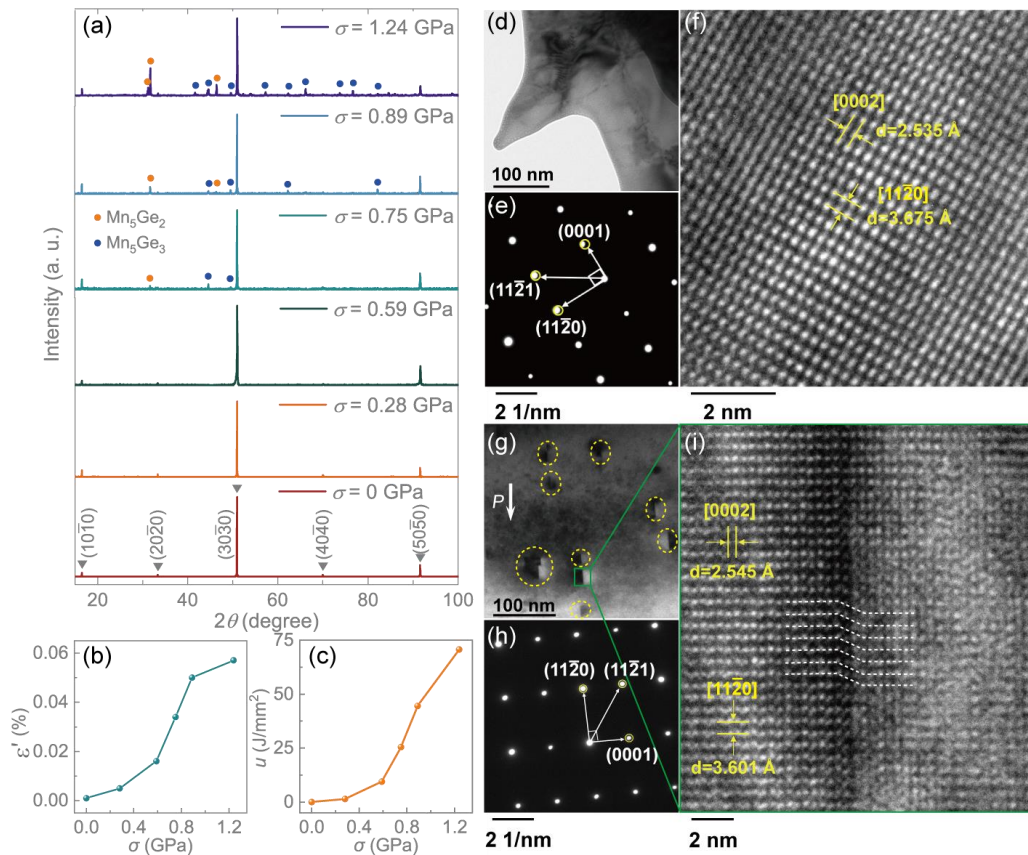 (a)
σ = 1.24 GPa
σ = 0.89 GPa
Mn₅Ge₂
Mn₅Ge₃
σ = 0.75 GPa
σ = 0.59 GPa
σ = 0.28 GPa
σ = 0 GPa
(101̄0)
(202̄0)
(303̄0)
(404̄0)
(505̄0)
Intensity (a. u.)
20 40 60 80 100
2θ (degree)
(b)
ε' (%)
0.06
0.04
0.02
0.00
0.0 0.4 0.8 1.2
σ (GPa)
(c)
u (J/mm²)
75
50
25
0
0.0 0.4 0.8 1.2
σ (GPa)
(d)
100 nm
(e)
(0001)
(112̄1)
(112̄0)
2 1/nm
(f)
[0002]
d=2.535 Å
[112̄0]
d=3.675 Å
2 nm
(g)
P
100 nm
(h)
(112̄0)
(112̄1)
(0001)
2 1/nm
(i)
[0002]
d=2.545 Å
[112̄0]
d=3.601 Å
2 nm